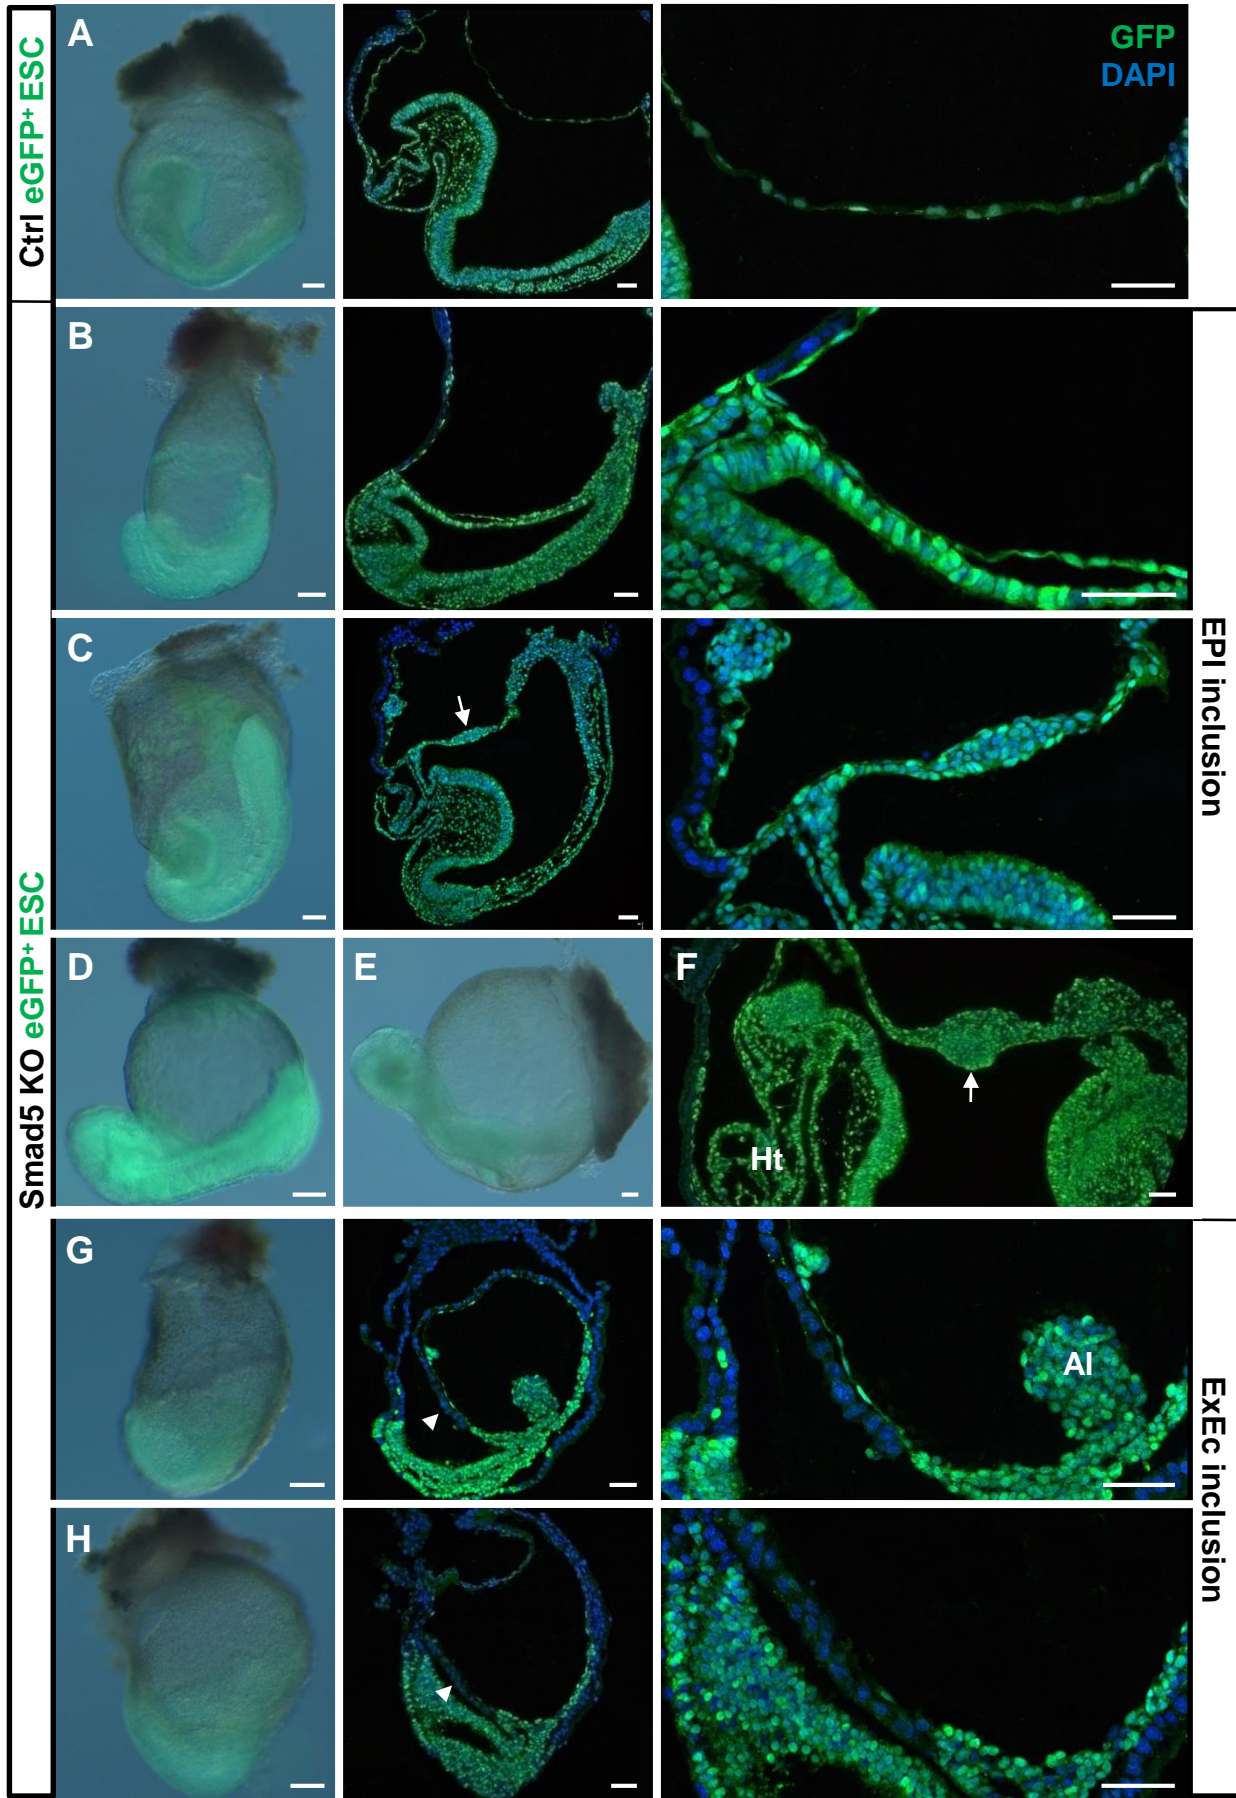 Ctrl eGFP+ ESC
A
GFP
DAPI
Smad5 KO eGFP+ ESC
B
EPI inclusion
C
D
E
F
Ht
G
Al
ExEc inclusion
H